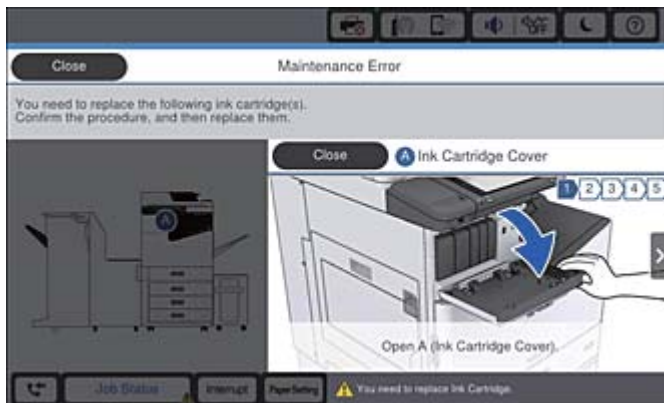 Close
Maintenance Error
You need to replace the following ink cartridge(s).
Confirm the procedure, and then replace them.
Close
A Ink Cartridge Cover
1 2 3 4 5
A
Open A (Ink Cartridge Cover).
Job Status
Interrupt
Paper Setting
You need to replace Ink Cartridge.